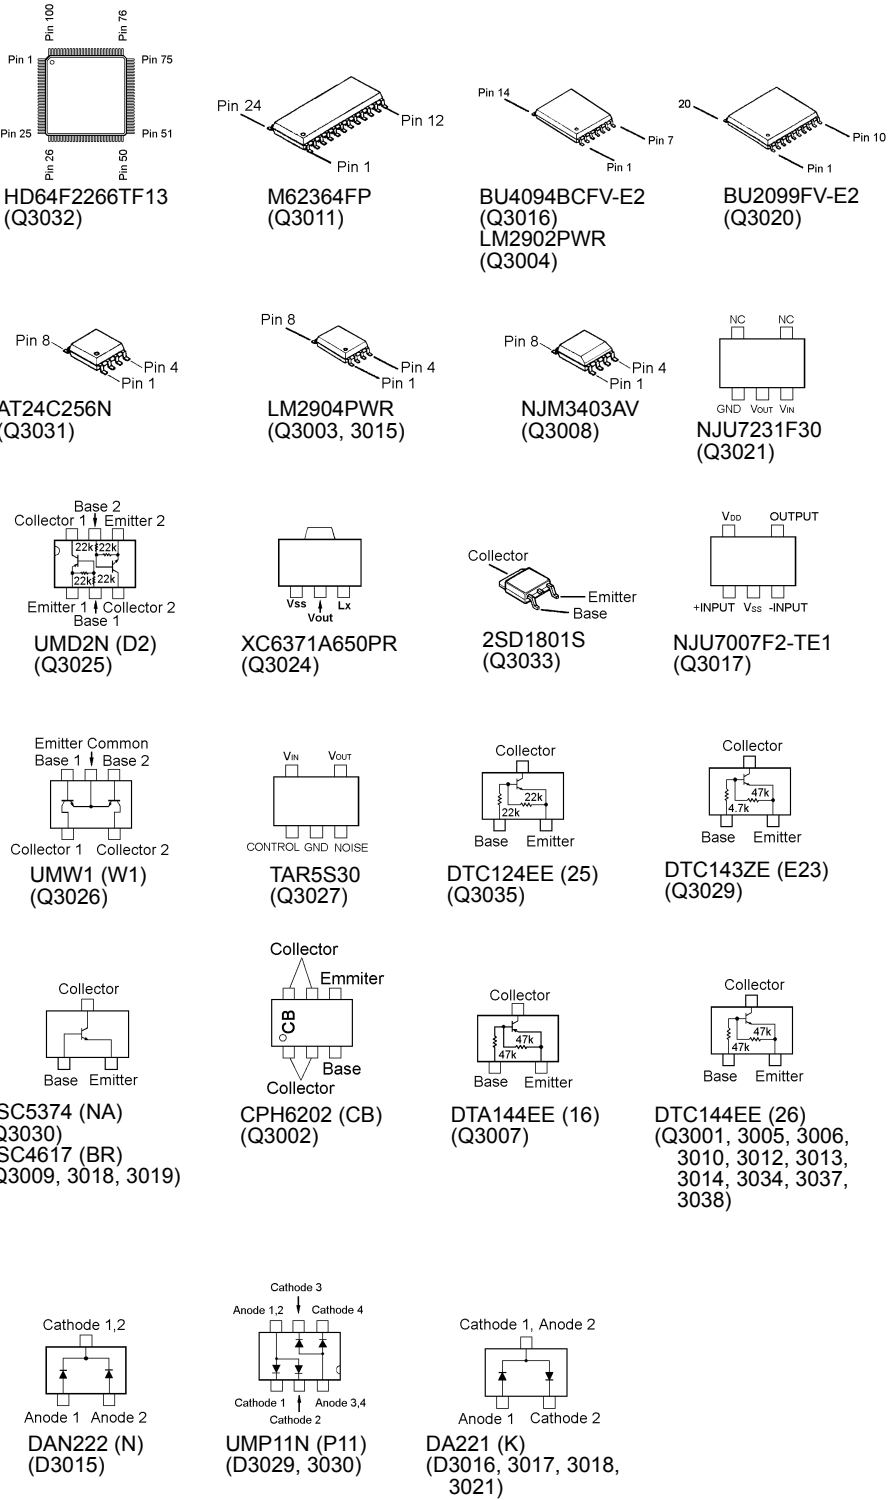 Pin 100
Pin 76
Pin 1
Pin 75
Pin 25
Pin 51
Pin 26
Pin 50
HD64F2266TF13
(Q3032)
Pin 24
Pin 12
Pin 1
M62364FP
(Q3011)
Pin 14
Pin 7
Pin 1
BU4094BCFV-E2
(Q3016)
LM2902PWR
(Q3004)
20
Pin 10
Pin 1
BU2099FV-E2
(Q3020)
Pin 8
Pin 4
Pin 1
AT24C256N
(Q3031)
Pin 8
Pin 4
Pin 1
LM2904PWR
(Q3003, 3015)
Pin 8
Pin 4
Pin 1
NJM3403AV
(Q3008)
NC NC
GND VOUT VIN
NJU7231F30
(Q3021)
Base 2
Collector 1 Emitter 2
22k 22k
22k 22k
Emitter 1 Collector 2
Base 1
UMD2N (D2)
(Q3025)
Vss Lx
Vout
XC6371A650PR
(Q3024)
Collector
Emitter
Base
2SD1801S
(Q3033)
VDD OUTPUT
+INPUT VSS -INPUT
NJU7007F2-TE1
(Q3017)
Emitter Common
Base 1 Base 2
Collector 1 Collector 2
UMW1 (W1)
(Q3026)
VIN VOUT
CONTROL GND NOISE
TAR5S30
(Q3027)
Collector
22k
22k
Base Emitter
DTC124EE (25)
(Q3035)
Collector
47k
4.7k
Base Emitter
DTC143ZE (E23)
(Q3029)
Collector
Base Emitter
SC5374 (NA)
Q3030)
SC4617 (BR)
Q3009, 3018, 3019)
Collector
Emmiter
CB
Base
Collector
CPH6202 (CB)
(Q3002)
Collector
47k
47k
Base Emitter
DTA144EE (16)
(Q3007)
Collector
47k
47k
Base Emitter
DTC144EE (26)
(Q3001, 3005, 3006,
3010, 3012, 3013,
3014, 3034, 3037,
3038)
Cathode 1,2
Anode 1 Anode 2
DAN222 (N)
(D3015)
Cathode 3
Anode 1,2 Cathode 4
Cathode 1 Anode 3,4
Cathode 2
UMP11N (P11)
(D3029, 3030)
Cathode 1, Anode 2
Anode 1 Cathode 2
DA221 (K)
(D3016, 3017, 3018,
3021)